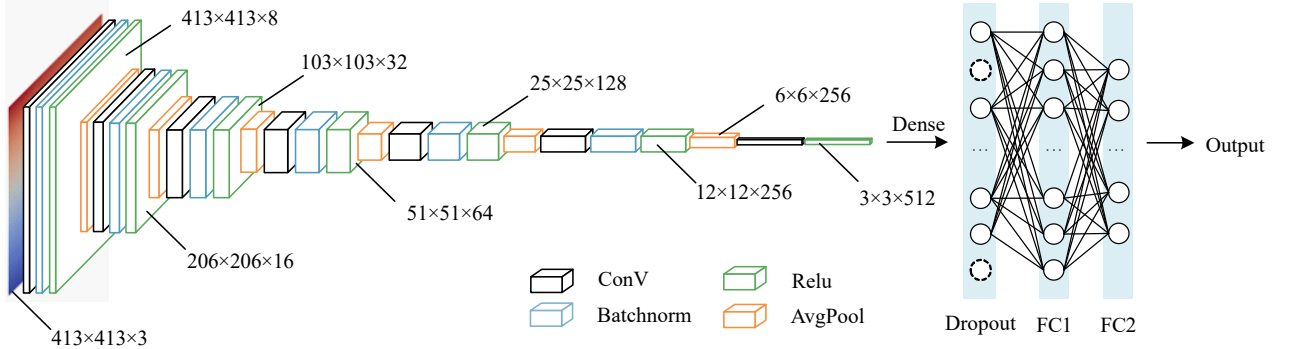 413×413×8
103×103×32
25×25×128
6×6×256
Dense
Output
12×12×256
3×3×512
51×51×64
206×206×16
413×413×3
ConV
Relu
Batchnorm
AvgPool
...
...
...
Dropout
FC1
FC2